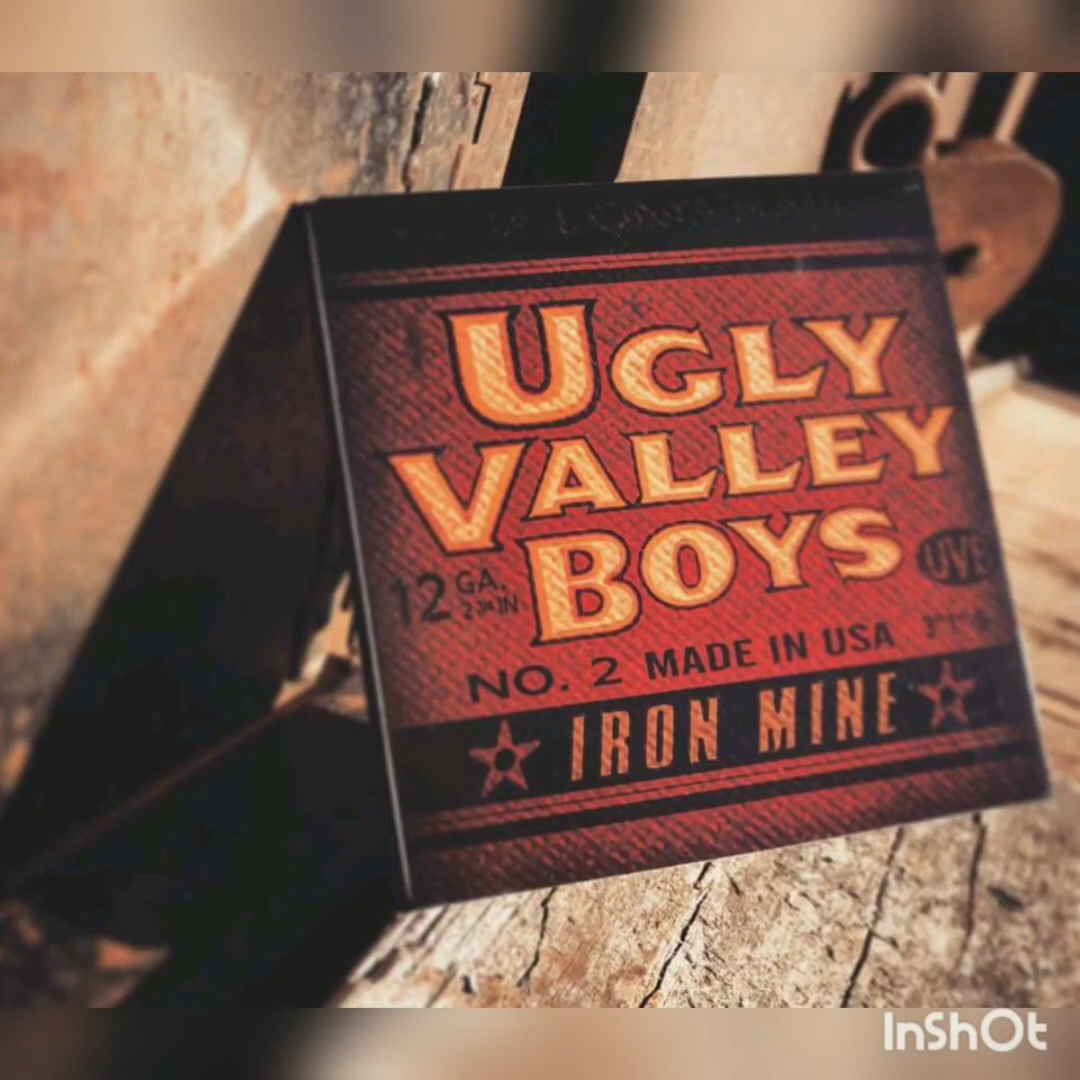 UGLY
VALLEY
BOYS
12 GA. UVB
NO. 2 MADE IN USA
IRON MINE
InShOt